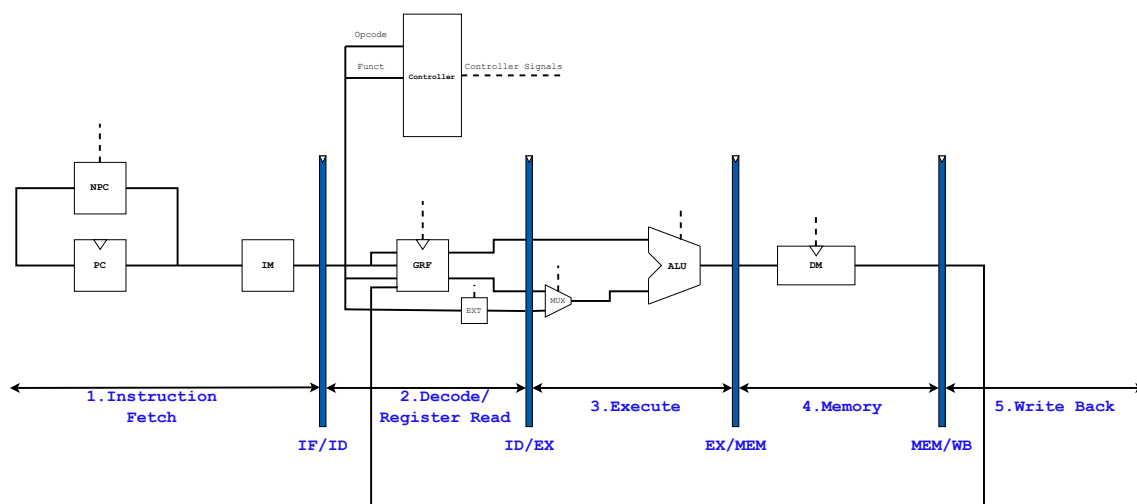 Opcode
Funct
Controller
Controller Signals
NPC
PC
IM
GRF
EXT
MUX
ALU
DM
1.Instruction
Fetch
2.Decode/
Register Read
3.Execute
4.Memory
5.Write Back
IF/ID
ID/EX
EX/MEM
MEM/WB